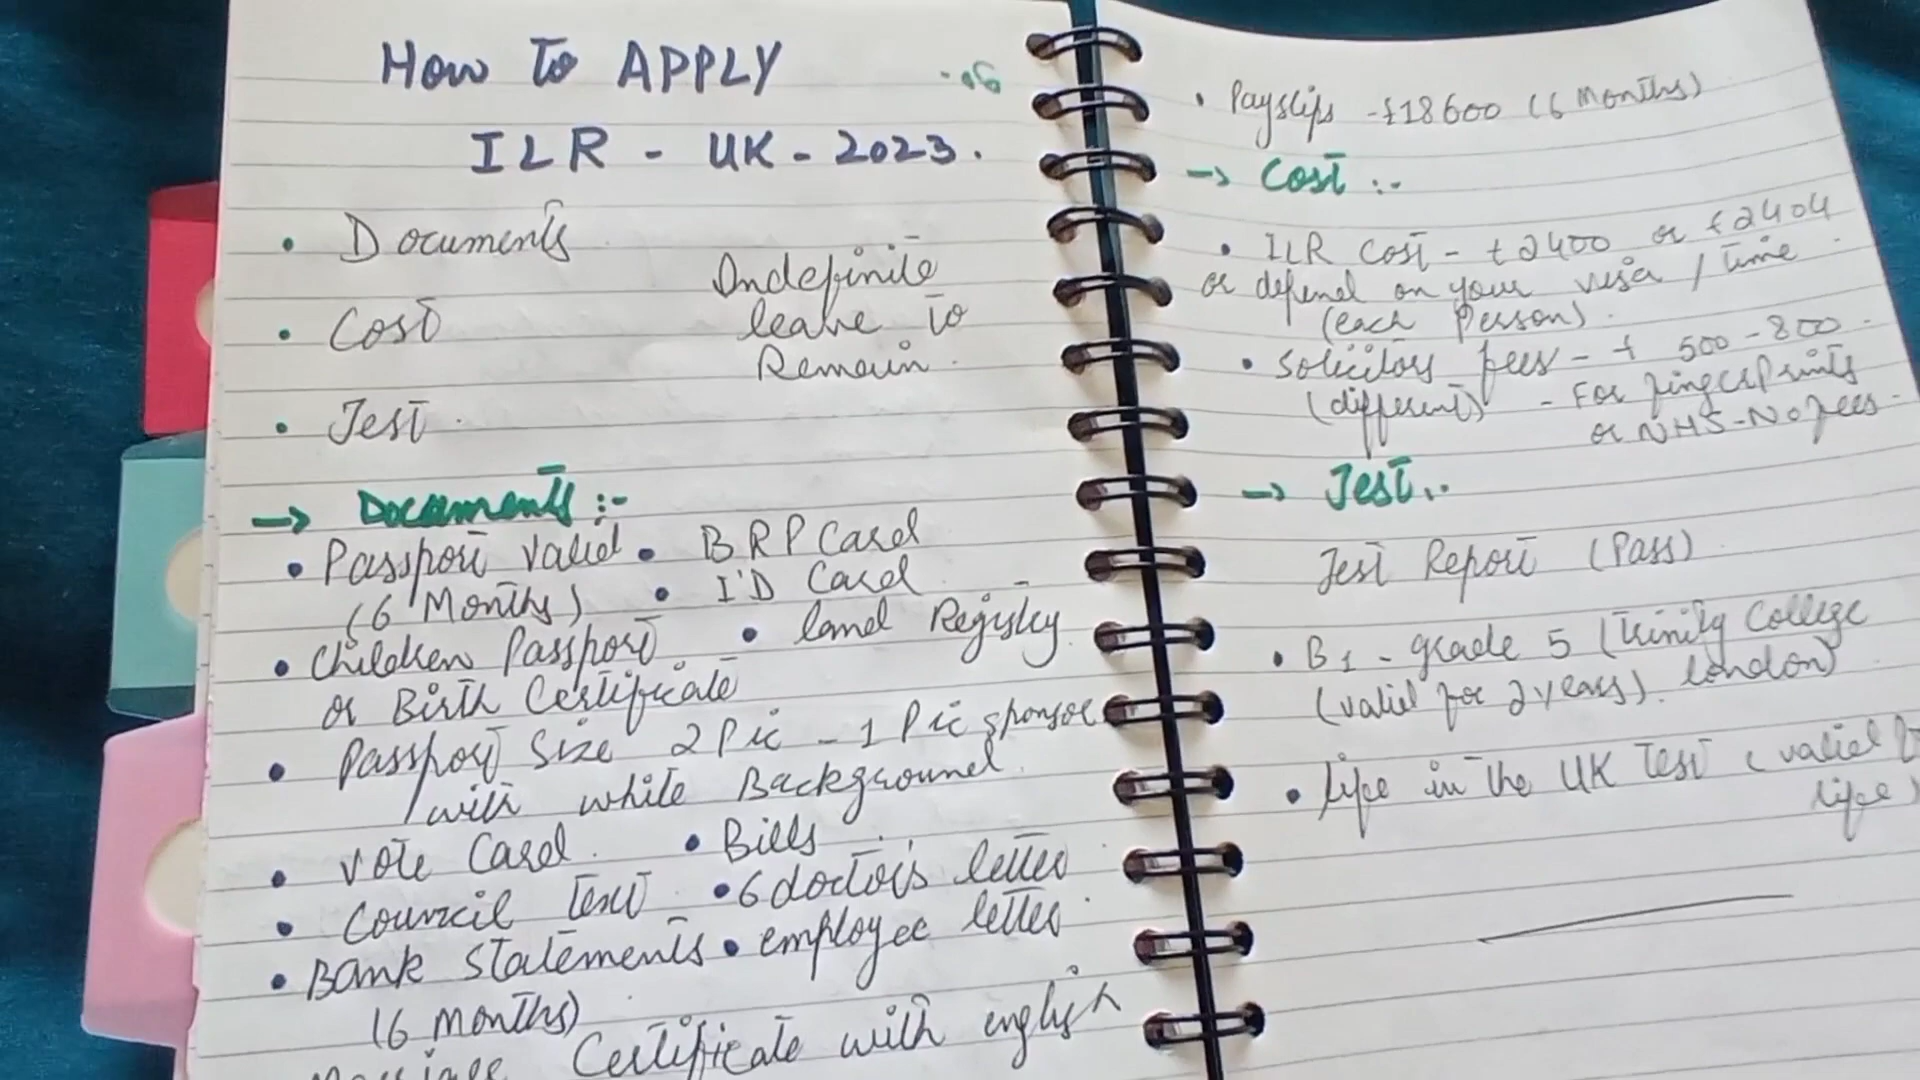 How to APPLY
ILR - UK - 2023.
• Documents
Indefinite
leave to
Remain.
• Cost
• Test.
→ Documents :-
• Passport valid • BRP Card
(6 Months) • I'D Card
• Children Passport • land Registry
or Birth Certificate
• Passport Size 2 Pic - 1 Pic sponsor
/ with white Background.
• Vote Card. • Bills
• Council Text • 6 doctors letter
• Bank Statements • employee letter.
(6 Months)
Certificate with english
• Payslips - £18600 (6 Months)
→ Cost :-
• ILR Cost - £2400 or £2404
or depend on your visa / time.
(each Person).
• Solicitors fees - £ 500 - 800.
(different) - For fingerprints
or NHS - No fees.
→ Test :-
Test Report (Pass)
• B1 - grade 5 (Trinity College
(valid for 2 years). london)
• life in the UK Test (valid
life)